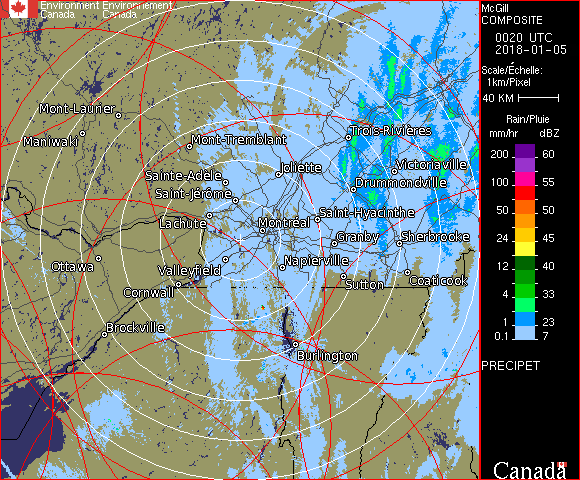 Environment Environnement
Canada Canada
McGill
COMPOSITE
0020 UTC
2018-01-05
Scale/Échelle:
1km/Pixel
40 KM
Rain/Pluie
mm/hr dBZ
200 60
100 55
50 50
24 45
12 40
4 33
1 23
0.1 7
PRECIPET
Canada
Mont-Laurier
Maniwaki
Mont-Tremblant
Trois-Rivières
Joliette
Victoriaville
Sainte-Adèle
Drummondville
Saint-Jérôme
Saint-Hyacinthe
Lachute
Montréal
Granby
Sherbrooke
Ottawa
Valleyfield
Napierville
Cornwall
Sutton
Coaticook
Brockville
Burlington